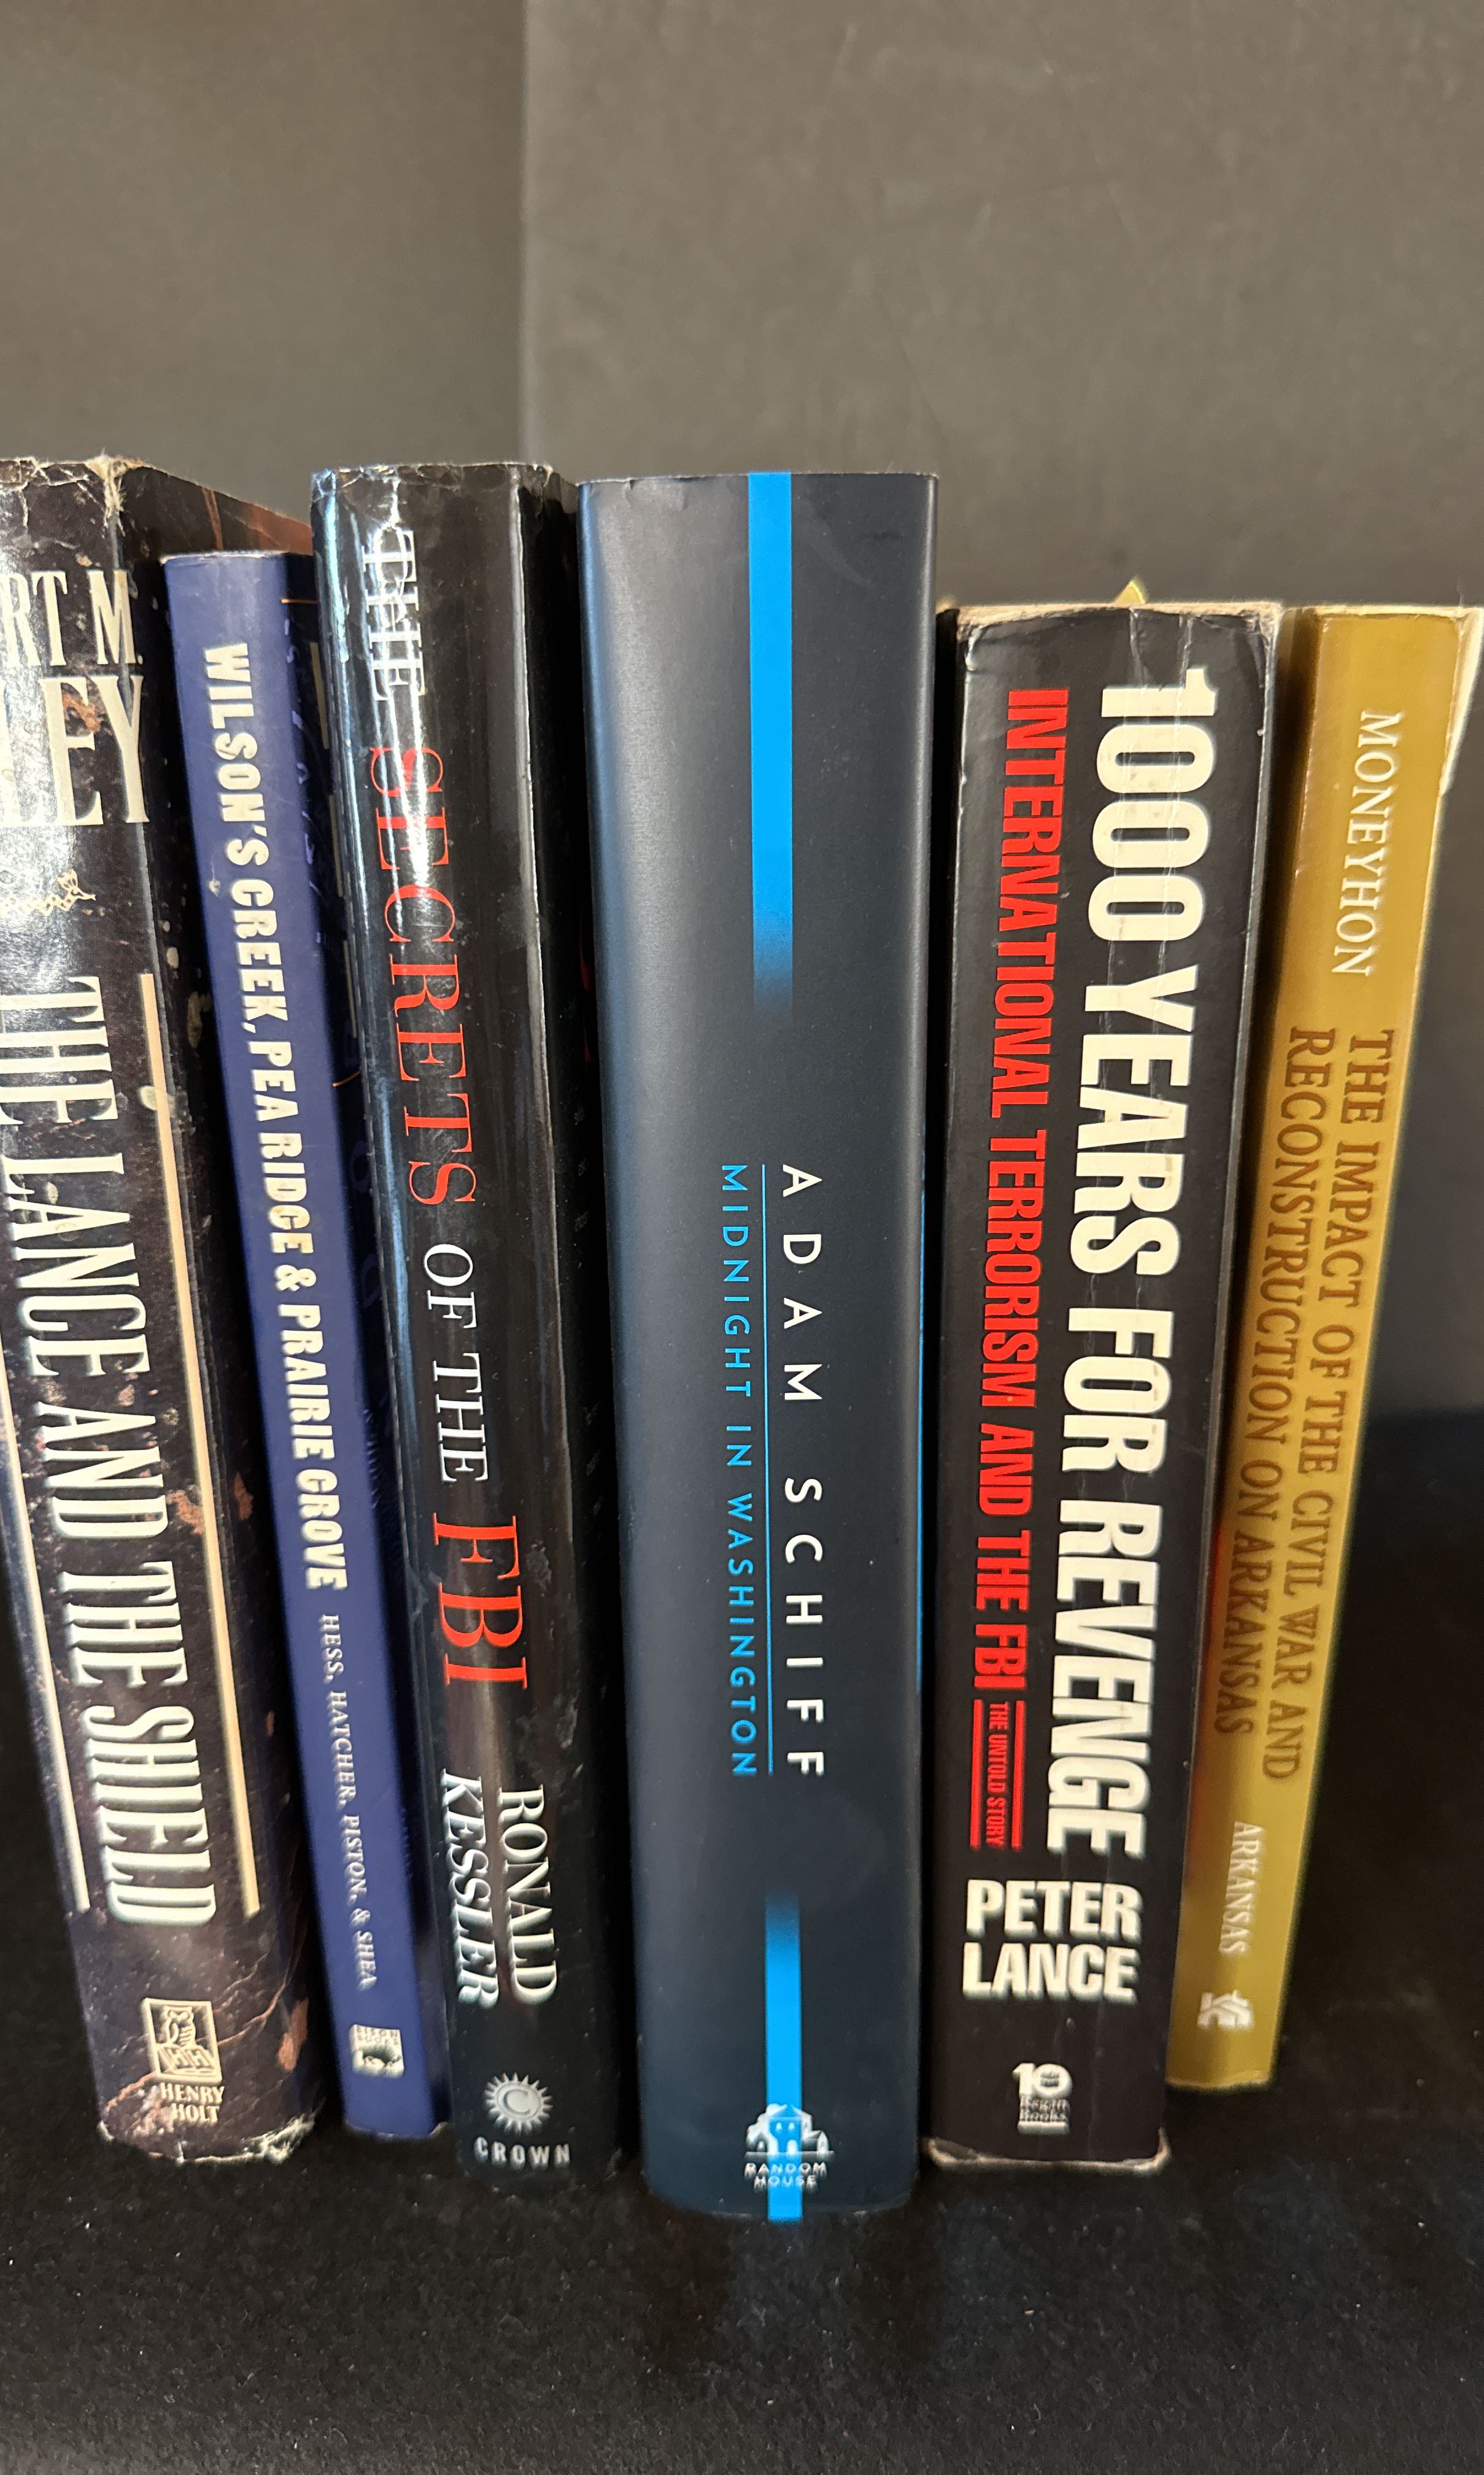 RT M.
LEY
THE LANCE AND THE SHIELD
HENRY
HOLT
WILSON'S CREEK, PEA RIDGE & PRAIRIE GROVE HESS, HATCHER, PISTON, & SHEA
THE SECRETS OF THE FBI RONALD
KESSLER
CROWN
ADAM SCHIFF
MIDNIGHT IN WASHINGTON
RANDOM
HOUSE
1000 YEARS FOR REVENGE
INTERNATIONAL TERRORISM AND THE FBI THE UNTOLD STORY
PETER
LANCE
10
Books
MONEYHON
THE IMPACT OF THE CIVIL WAR AND
RECONSTRUCTION ON ARKANSAS
ARKANSAS